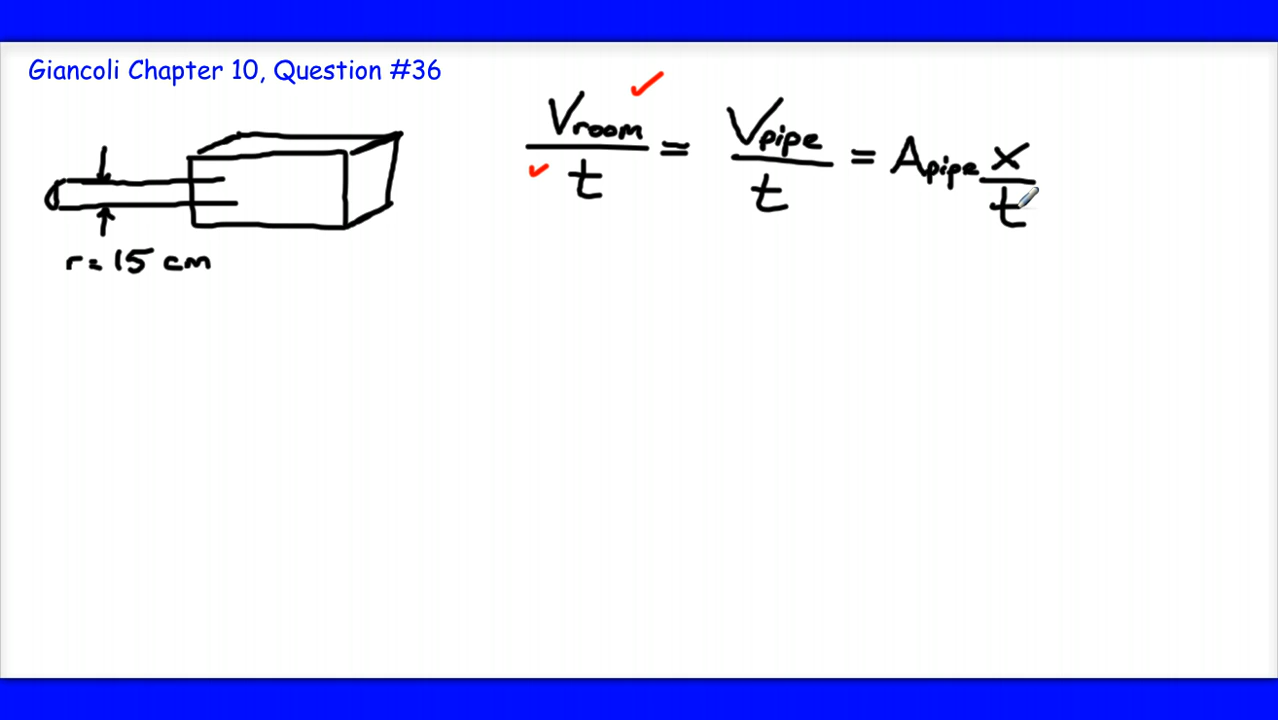 Giancoli Chapter 10, Question #36
Vroom/t = Vpipe/t = Apipe x/t
r= 15 cm